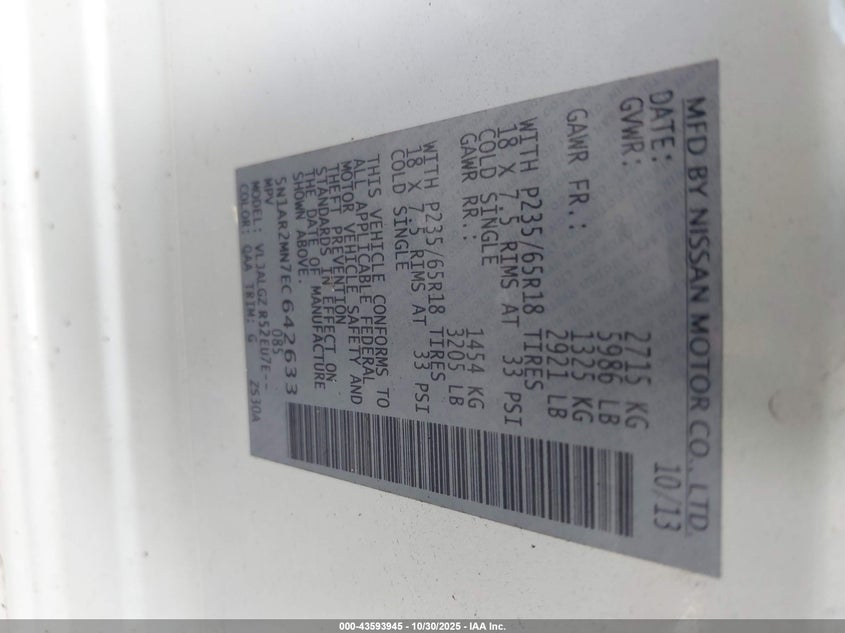 MFD BY NISSAN MOTOR CO., LTD.
DATE: 10/13
GVWR: 2715 KG
5986 LB
GAWR FR.: 1325 KG
2921 LB
WITH P235/65R18 TIRES
18 X 7.5 RIMS AT 33 PSI
COLD SINGLE
GAWR RR.: 1454 KG
3205 LB
WITH P235/65R18 TIRES
18 X 7.5 RIMS AT 33 PSI
COLD SINGLE
THIS VEHICLE CONFORMS TO
ALL APPLICABLE FEDERAL
MOTOR VEHICLE SAFETY AND
THEFT PREVENTION
STANDARDS IN EFFECT ON
THE DATE OF MANUFACTURE
SHOWN ABOVE.
5N1AR2MN7EC642633
MPV 085
MODEL: VLJALGZ R52EU7E--
COLOR: QAA TRIM: G ZS30A
000-43593945 - 10/30/2025 - IAA Inc.